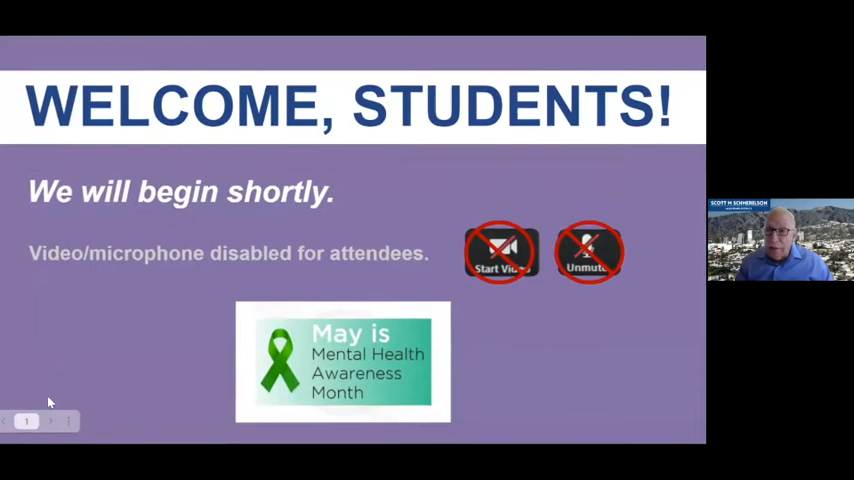 WELCOME, STUDENTS!
We will begin shortly.
Video/microphone disabled for attendees.
Start Video
Unmute
May is
Mental Health
Awareness
Month
SCOTT M SCHMERELSON
1